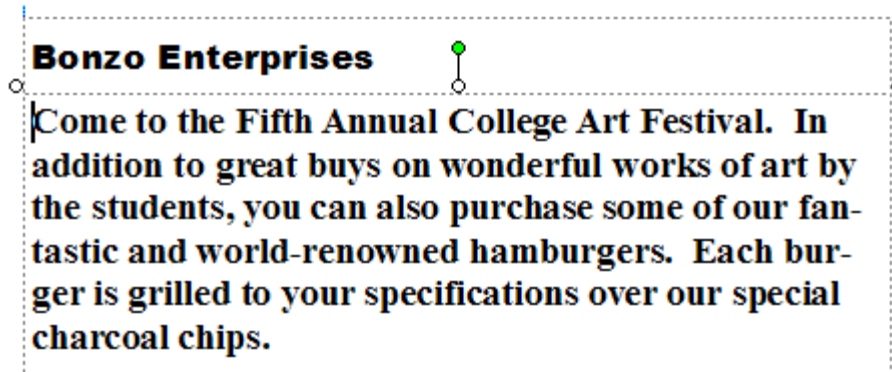 Bonzo Enterprises
Come to the Fifth Annual College Art Festival.  In
addition to great buys on wonderful works of art by
the students, you can also purchase some of our fan-
tastic and world-renowned hamburgers.  Each bur-
ger is grilled to your specifications over our special
charcoal chips.